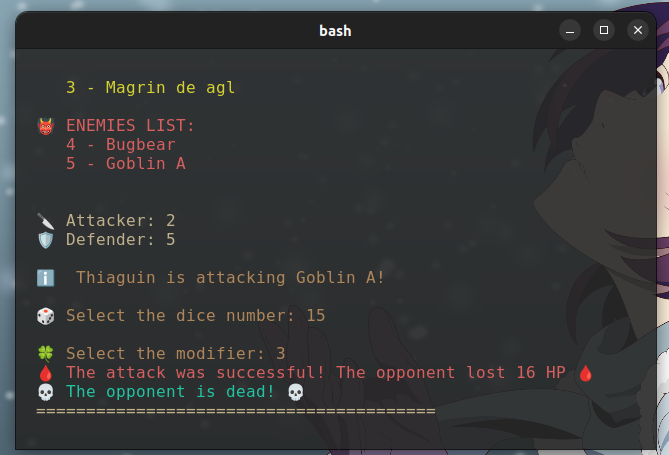 bash
3 - Magrin de agl
👹 ENEMIES LIST:
4 - Bugbear
5 - Goblin A
🔪 Attacker: 2
🛡️ Defender: 5
ℹ️ Thiaguin is attacking Goblin A!
🎲 Select the dice number: 15
🍀 Select the modifier: 3
🩸 The attack was successful! The opponent lost 16 HP 🩸
💀 The opponent is dead! 💀
========================================